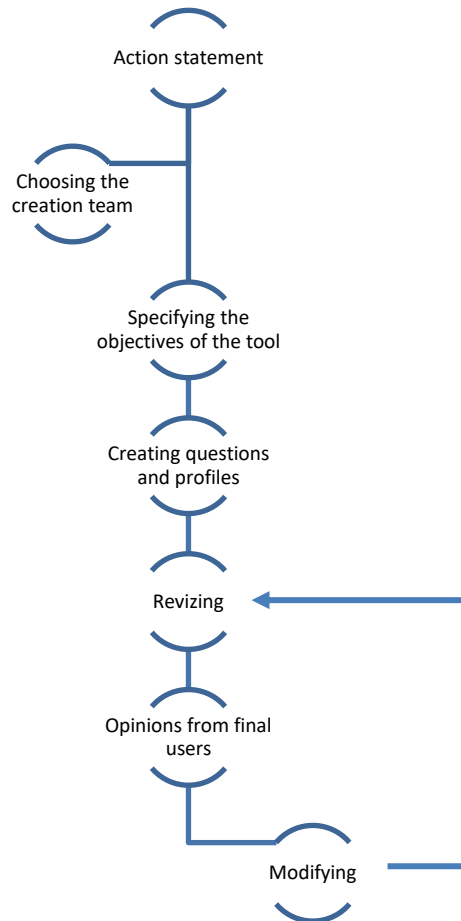 Action statement
Choosing the
creation team
Specifying the
objectives of the tool
Creating questions
and profiles
Revizing
Opinions from final
users
Modifying